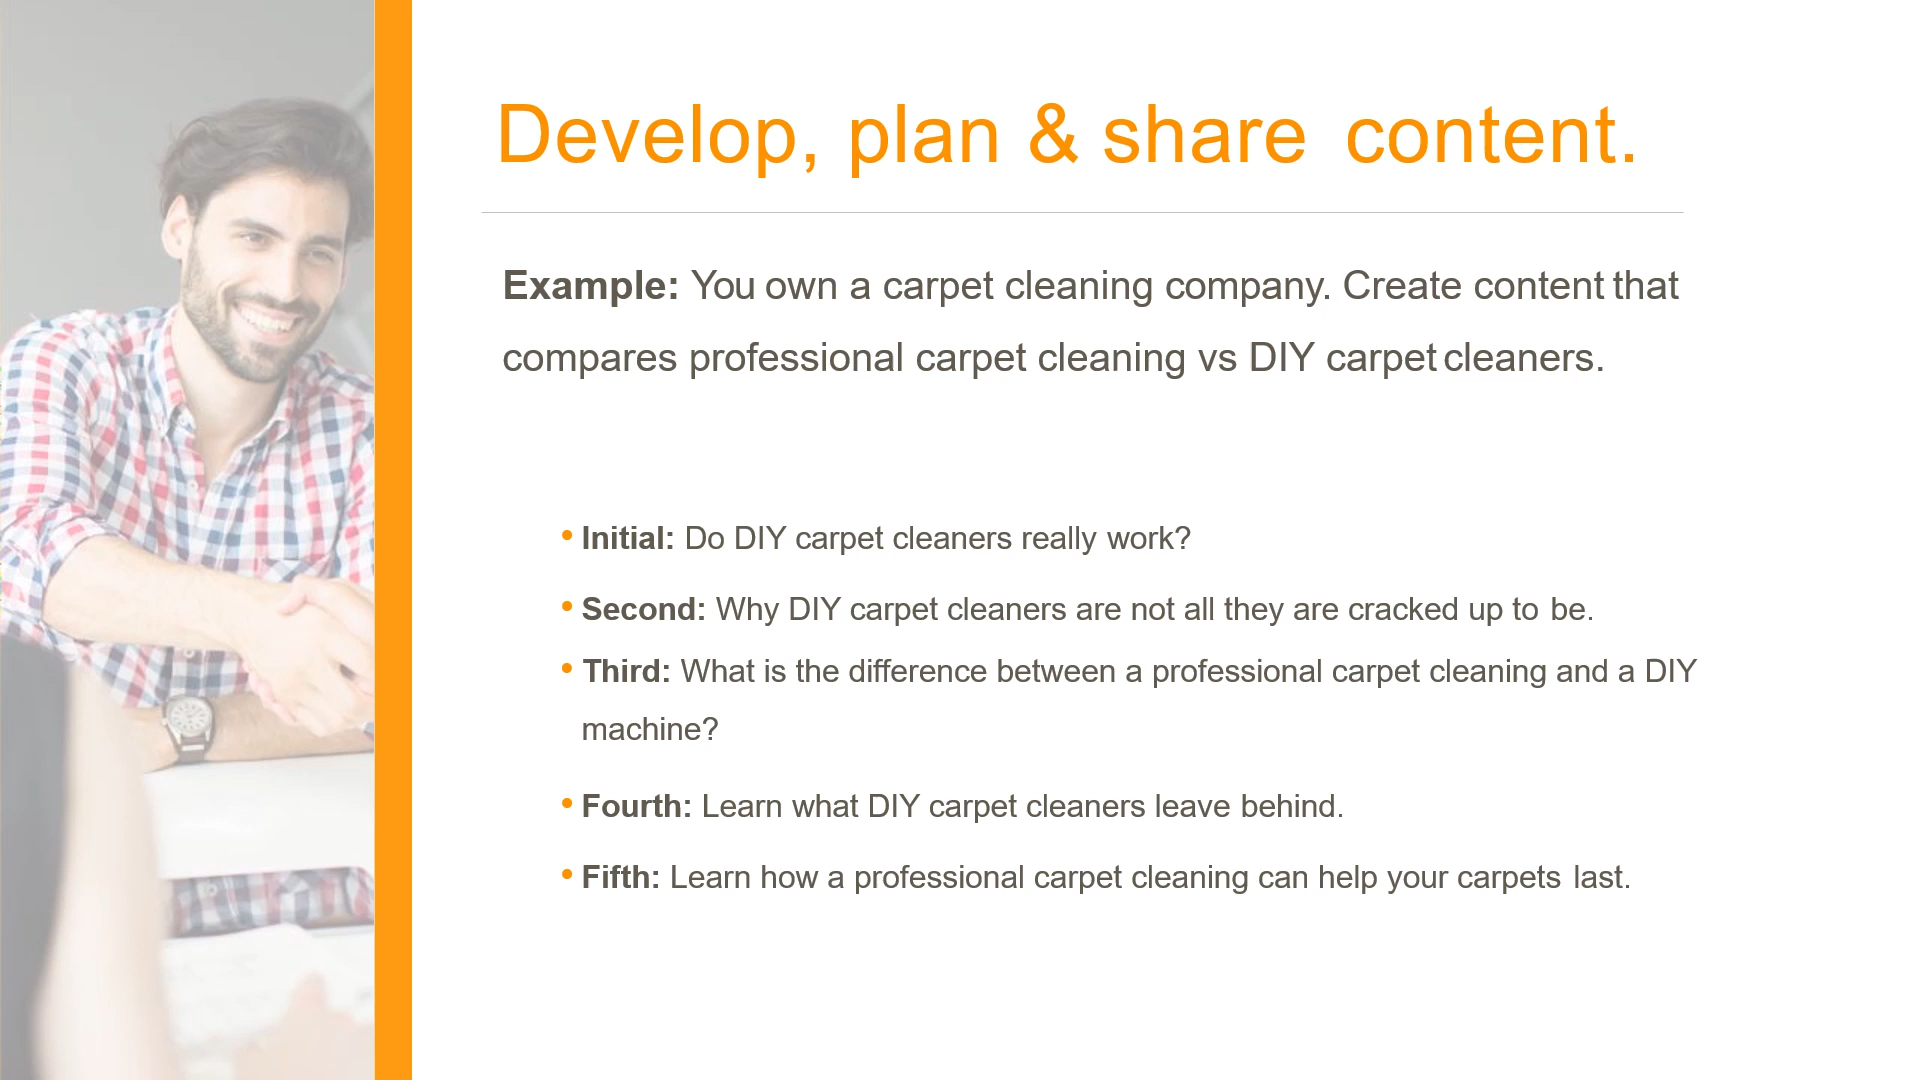 Develop, plan & share content.
Example: You own a carpet cleaning company. Create content that
compares professional carpet cleaning vs DIY carpet cleaners.
• Initial: Do DIY carpet cleaners really work?
• Second: Why DIY carpet cleaners are not all they are cracked up to be.
• Third: What is the difference between a professional carpet cleaning and a DIY
machine?
• Fourth: Learn what DIY carpet cleaners leave behind.
• Fifth: Learn how a professional carpet cleaning can help your carpets last.